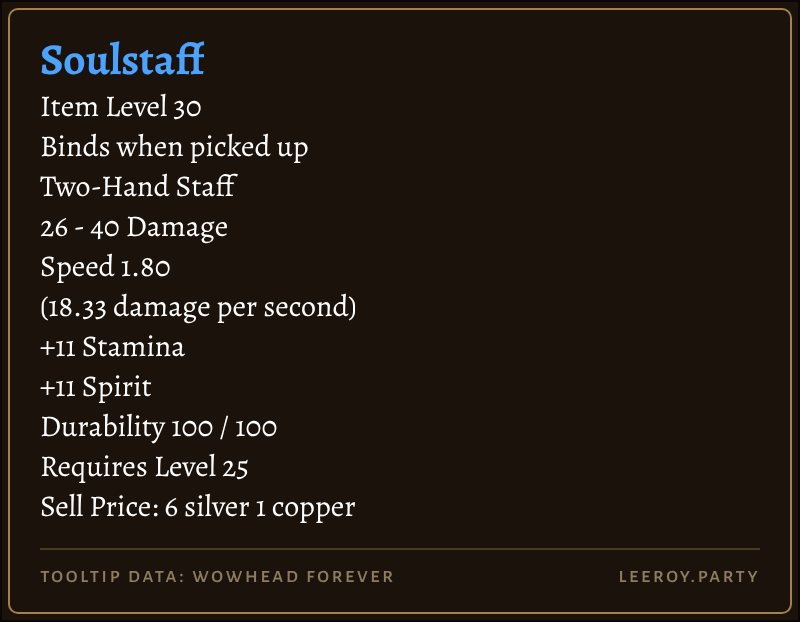 Soulstaff
Item Level 30
Binds when picked up
Two-Hand Staff
26 - 40 Damage
Speed 1.80
(18.33 damage per second)
+11 Stamina
+11 Spirit
Durability 100 / 100
Requires Level 25
Sell Price: 6 silver 1 copper
TOOLTIP DATA: WOWHEAD FOREVER
LEEROY.PARTY